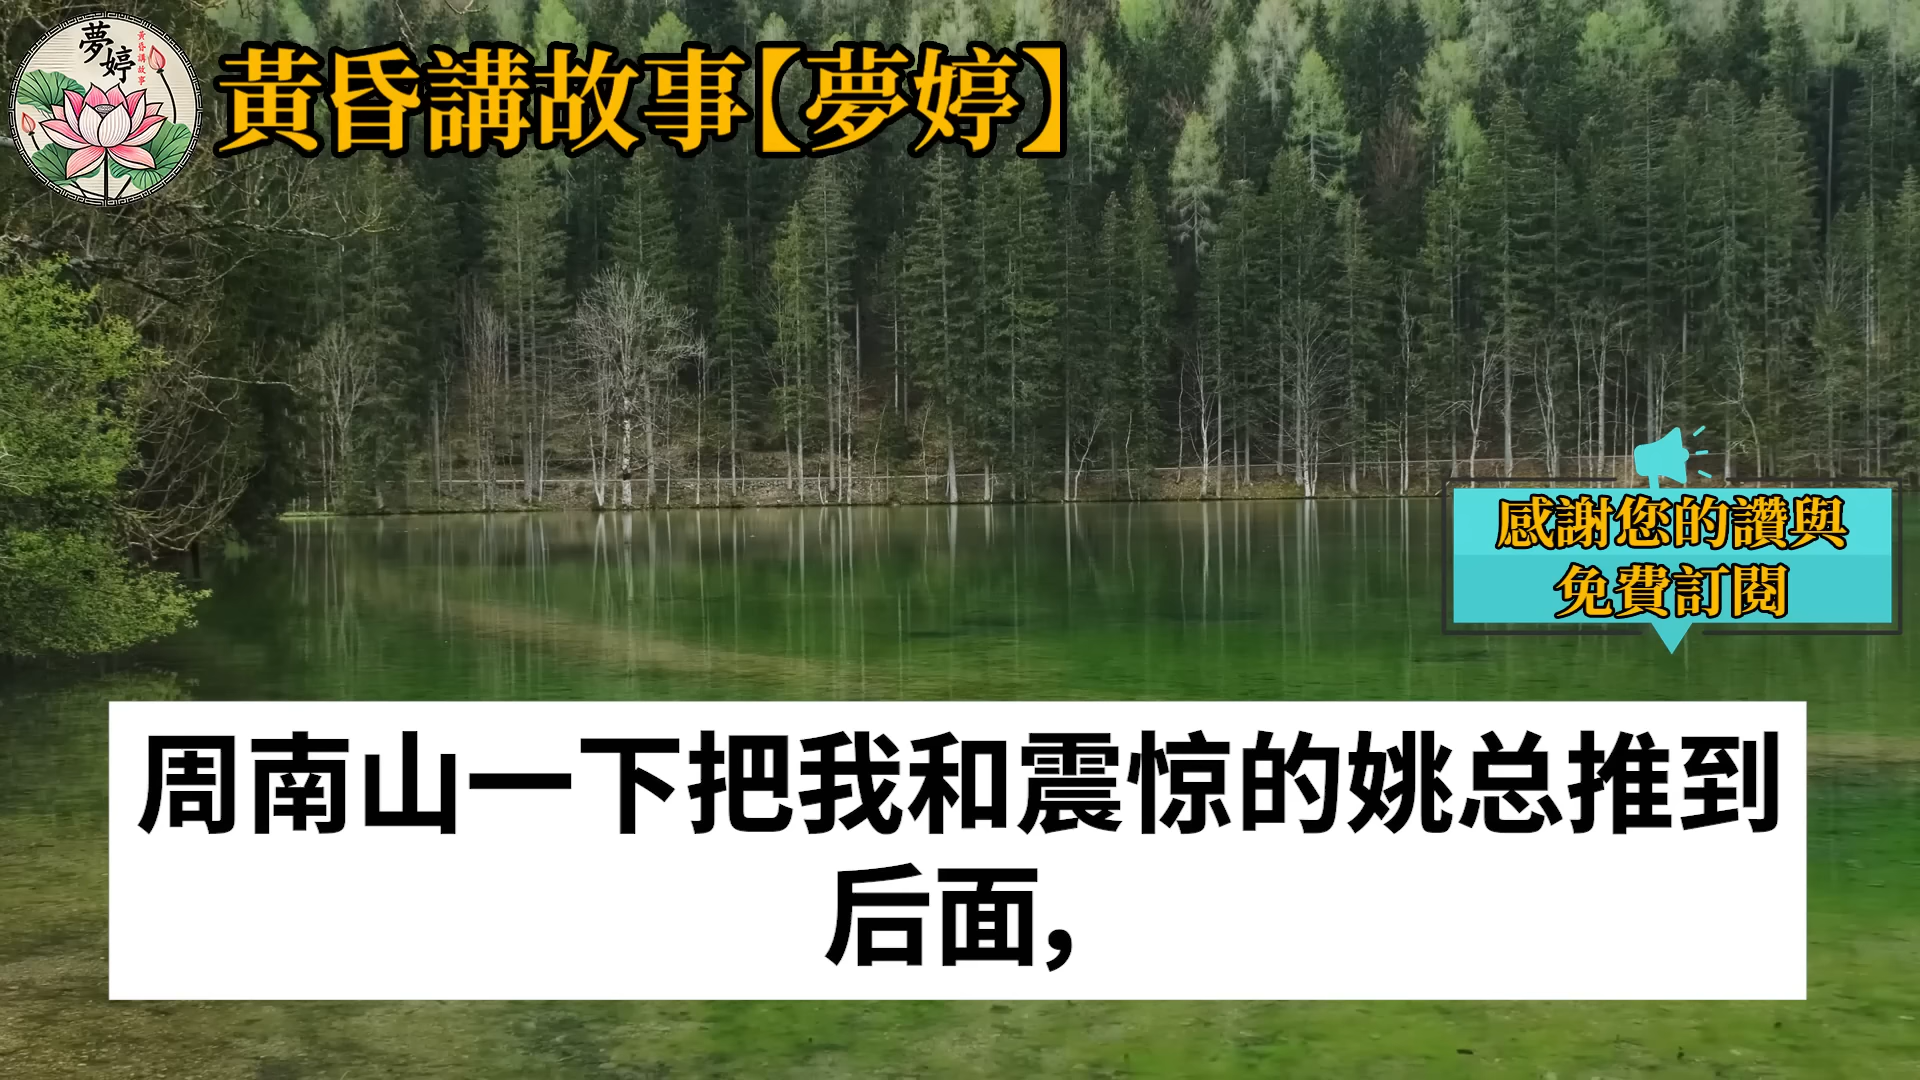 夢婷
黃昏講故事
黃昏講故事【夢婷】
感謝您的讚與
免費訂閱
周南山一下把我和震惊的姚总推到
后面,